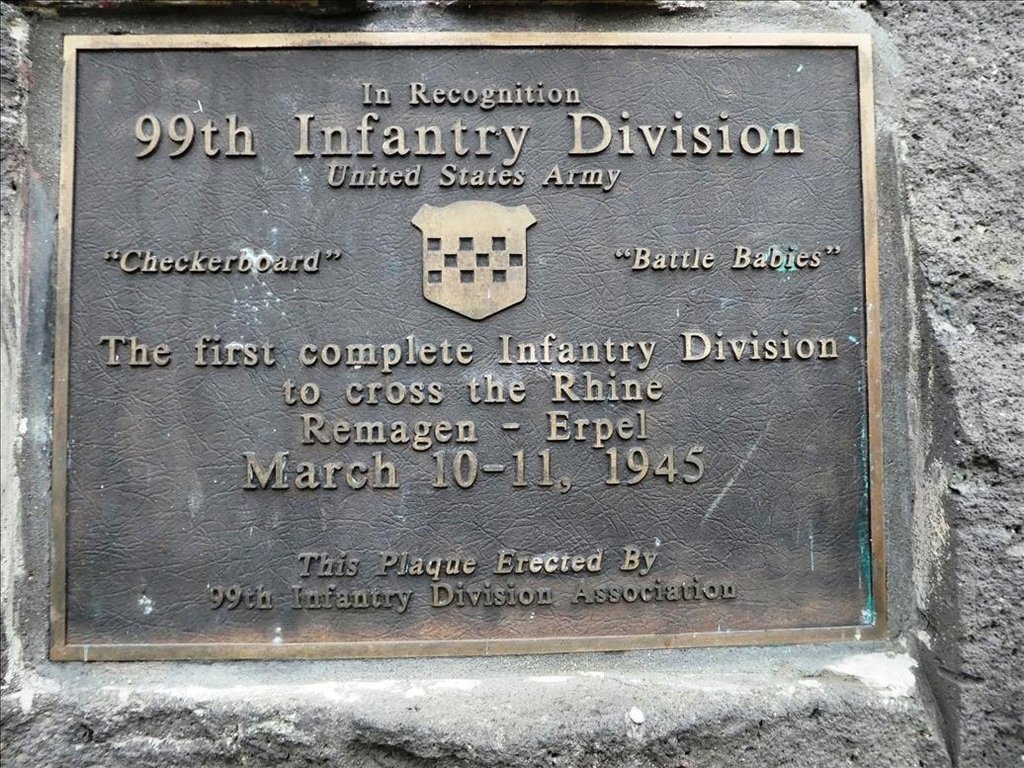 In Recognition
99th Infantry Division
United States Army
"Checkerboard" "Battle Babies"
The first complete Infantry Division
to cross the Rhine
Remagen - Erpel
March 10-11, 1945
This Plaque Erected By
99th Infantry Division Association